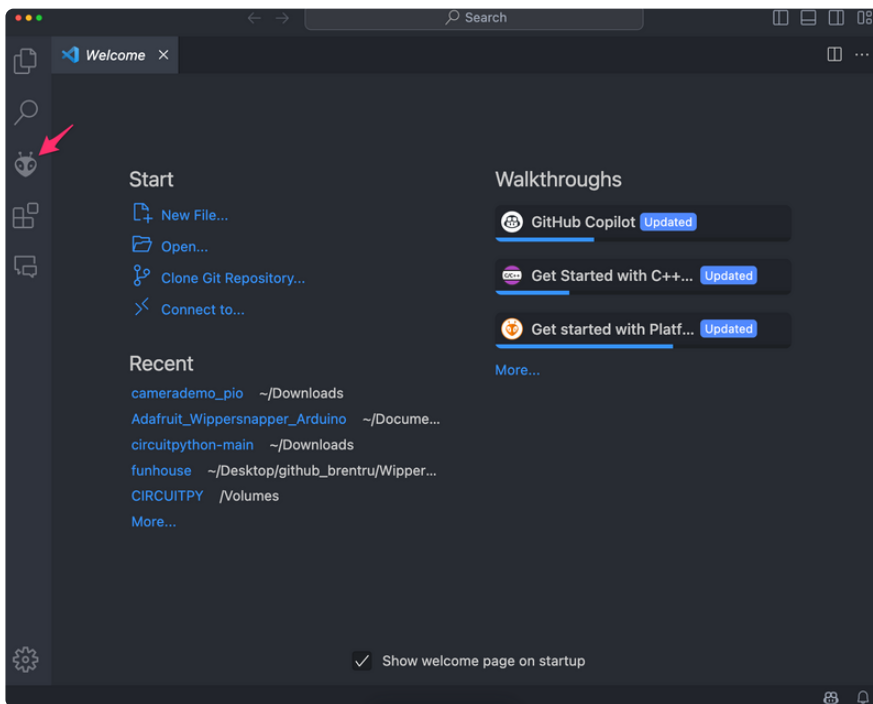 Search
Welcome
Start
New File...
Open...
Clone Git Repository...
Connect to...
Recent
camerademo_pio ~/Downloads
Adafruit_Wippersnapper_Arduino ~/Docume...
circuitpython-main ~/Downloads
funhouse ~/Desktop/github_brentru/Wipper...
CIRCUITPY /Volumes
More...
Walkthroughs
GitHub Copilot Updated
C/C++ Get Started with C++... Updated
Get started with Platf... Updated
More...
Show welcome page on startup